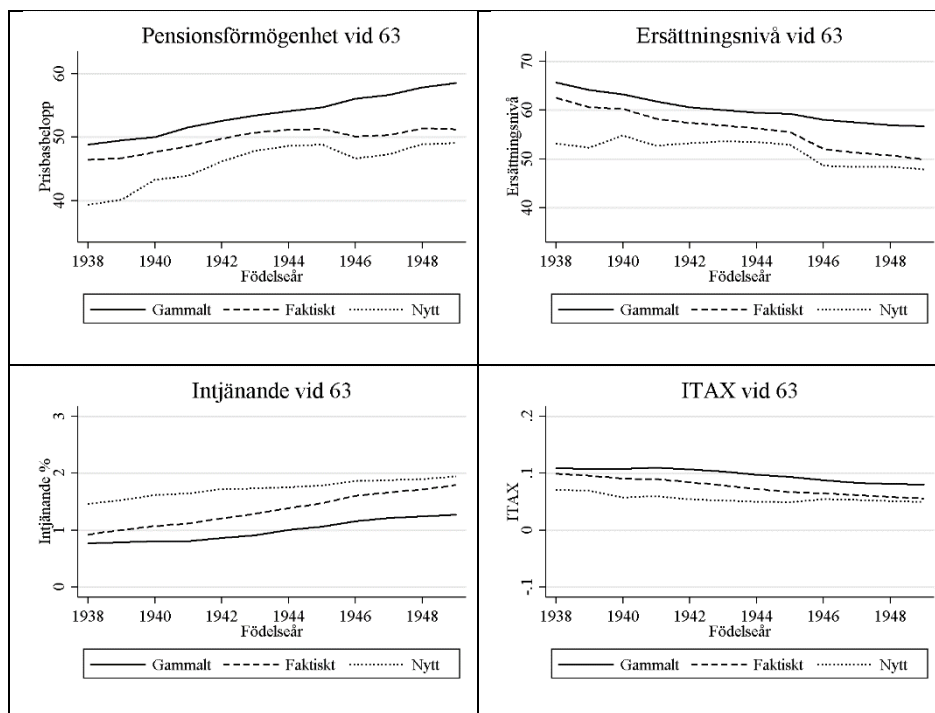 Pensionsförmögenhet vid 63
Prisbasbelopp
60
50
40
1938 1940 1942 1944 1946 1948
Födelseår
Gammalt Faktiskt Nytt
Ersättningsnivå vid 63
Ersättningsnivå
70
60
50
40
1938 1940 1942 1944 1946 1948
Födelseår
Gammalt Faktiskt Nytt
Intjänande vid 63
Intjänande %
3
2
1
0
1938 1940 1942 1944 1946 1948
Födelseår
Gammalt Faktiskt Nytt
ITAX vid 63
ITAX
.2
.1
0
-.1
1938 1940 1942 1944 1946 1948
Födelseår
Gammalt Faktiskt Nytt